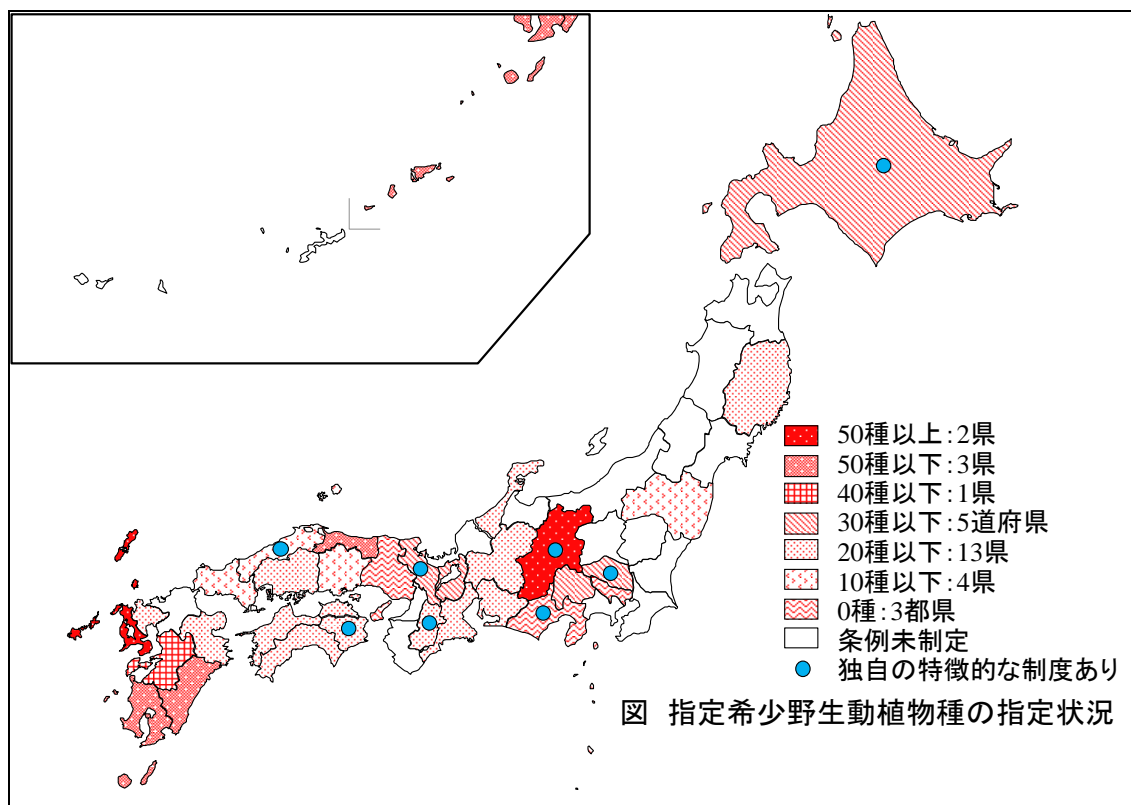 50種以上:2県
50種以下:3県
40種以下:1県
30種以下:5道府県
20種以下:13県
10種以下:4県
0種:3都県
条例未制定
独自の特徴的な制度あり
図 指定希少野生動植物種の指定状況